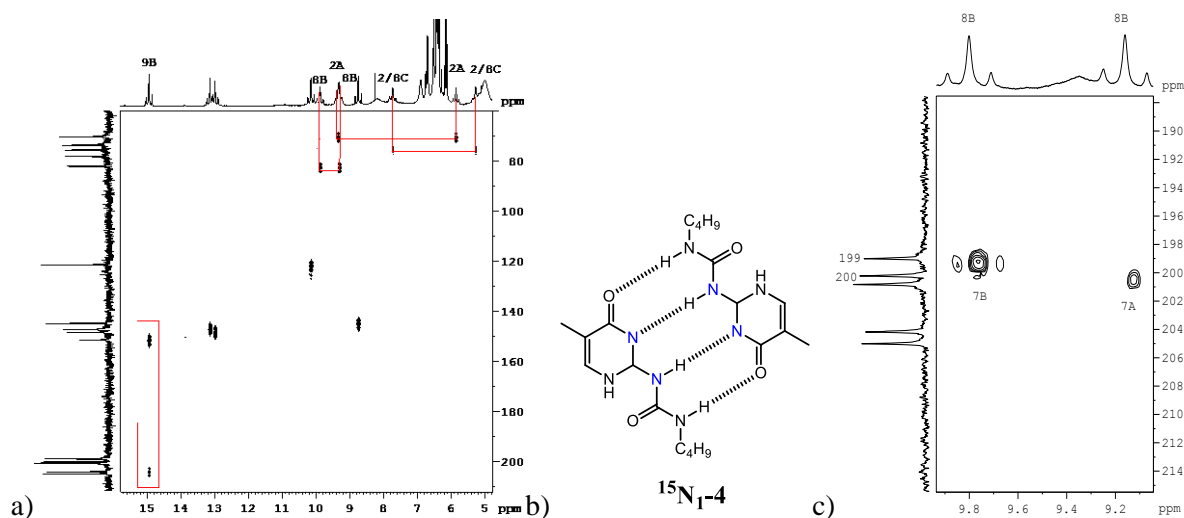 9B
8B
2A
8B
2/8C
2A
2/8C
ppm
80
100
120
140
160
180
200
15 14 13 12 11 10 9 8 7 6 5 ppm
a)
C4H9
N H O
O N NH
H
N N
N H O
N
H
O N H
C4H9
15N1-4
b)
8B 8B
ppm
190
192
194
196
199 198
200 200
7B 7A
202
204
206
208
210
212
214
9.8 9.6 9.4 9.2 ppm
c)